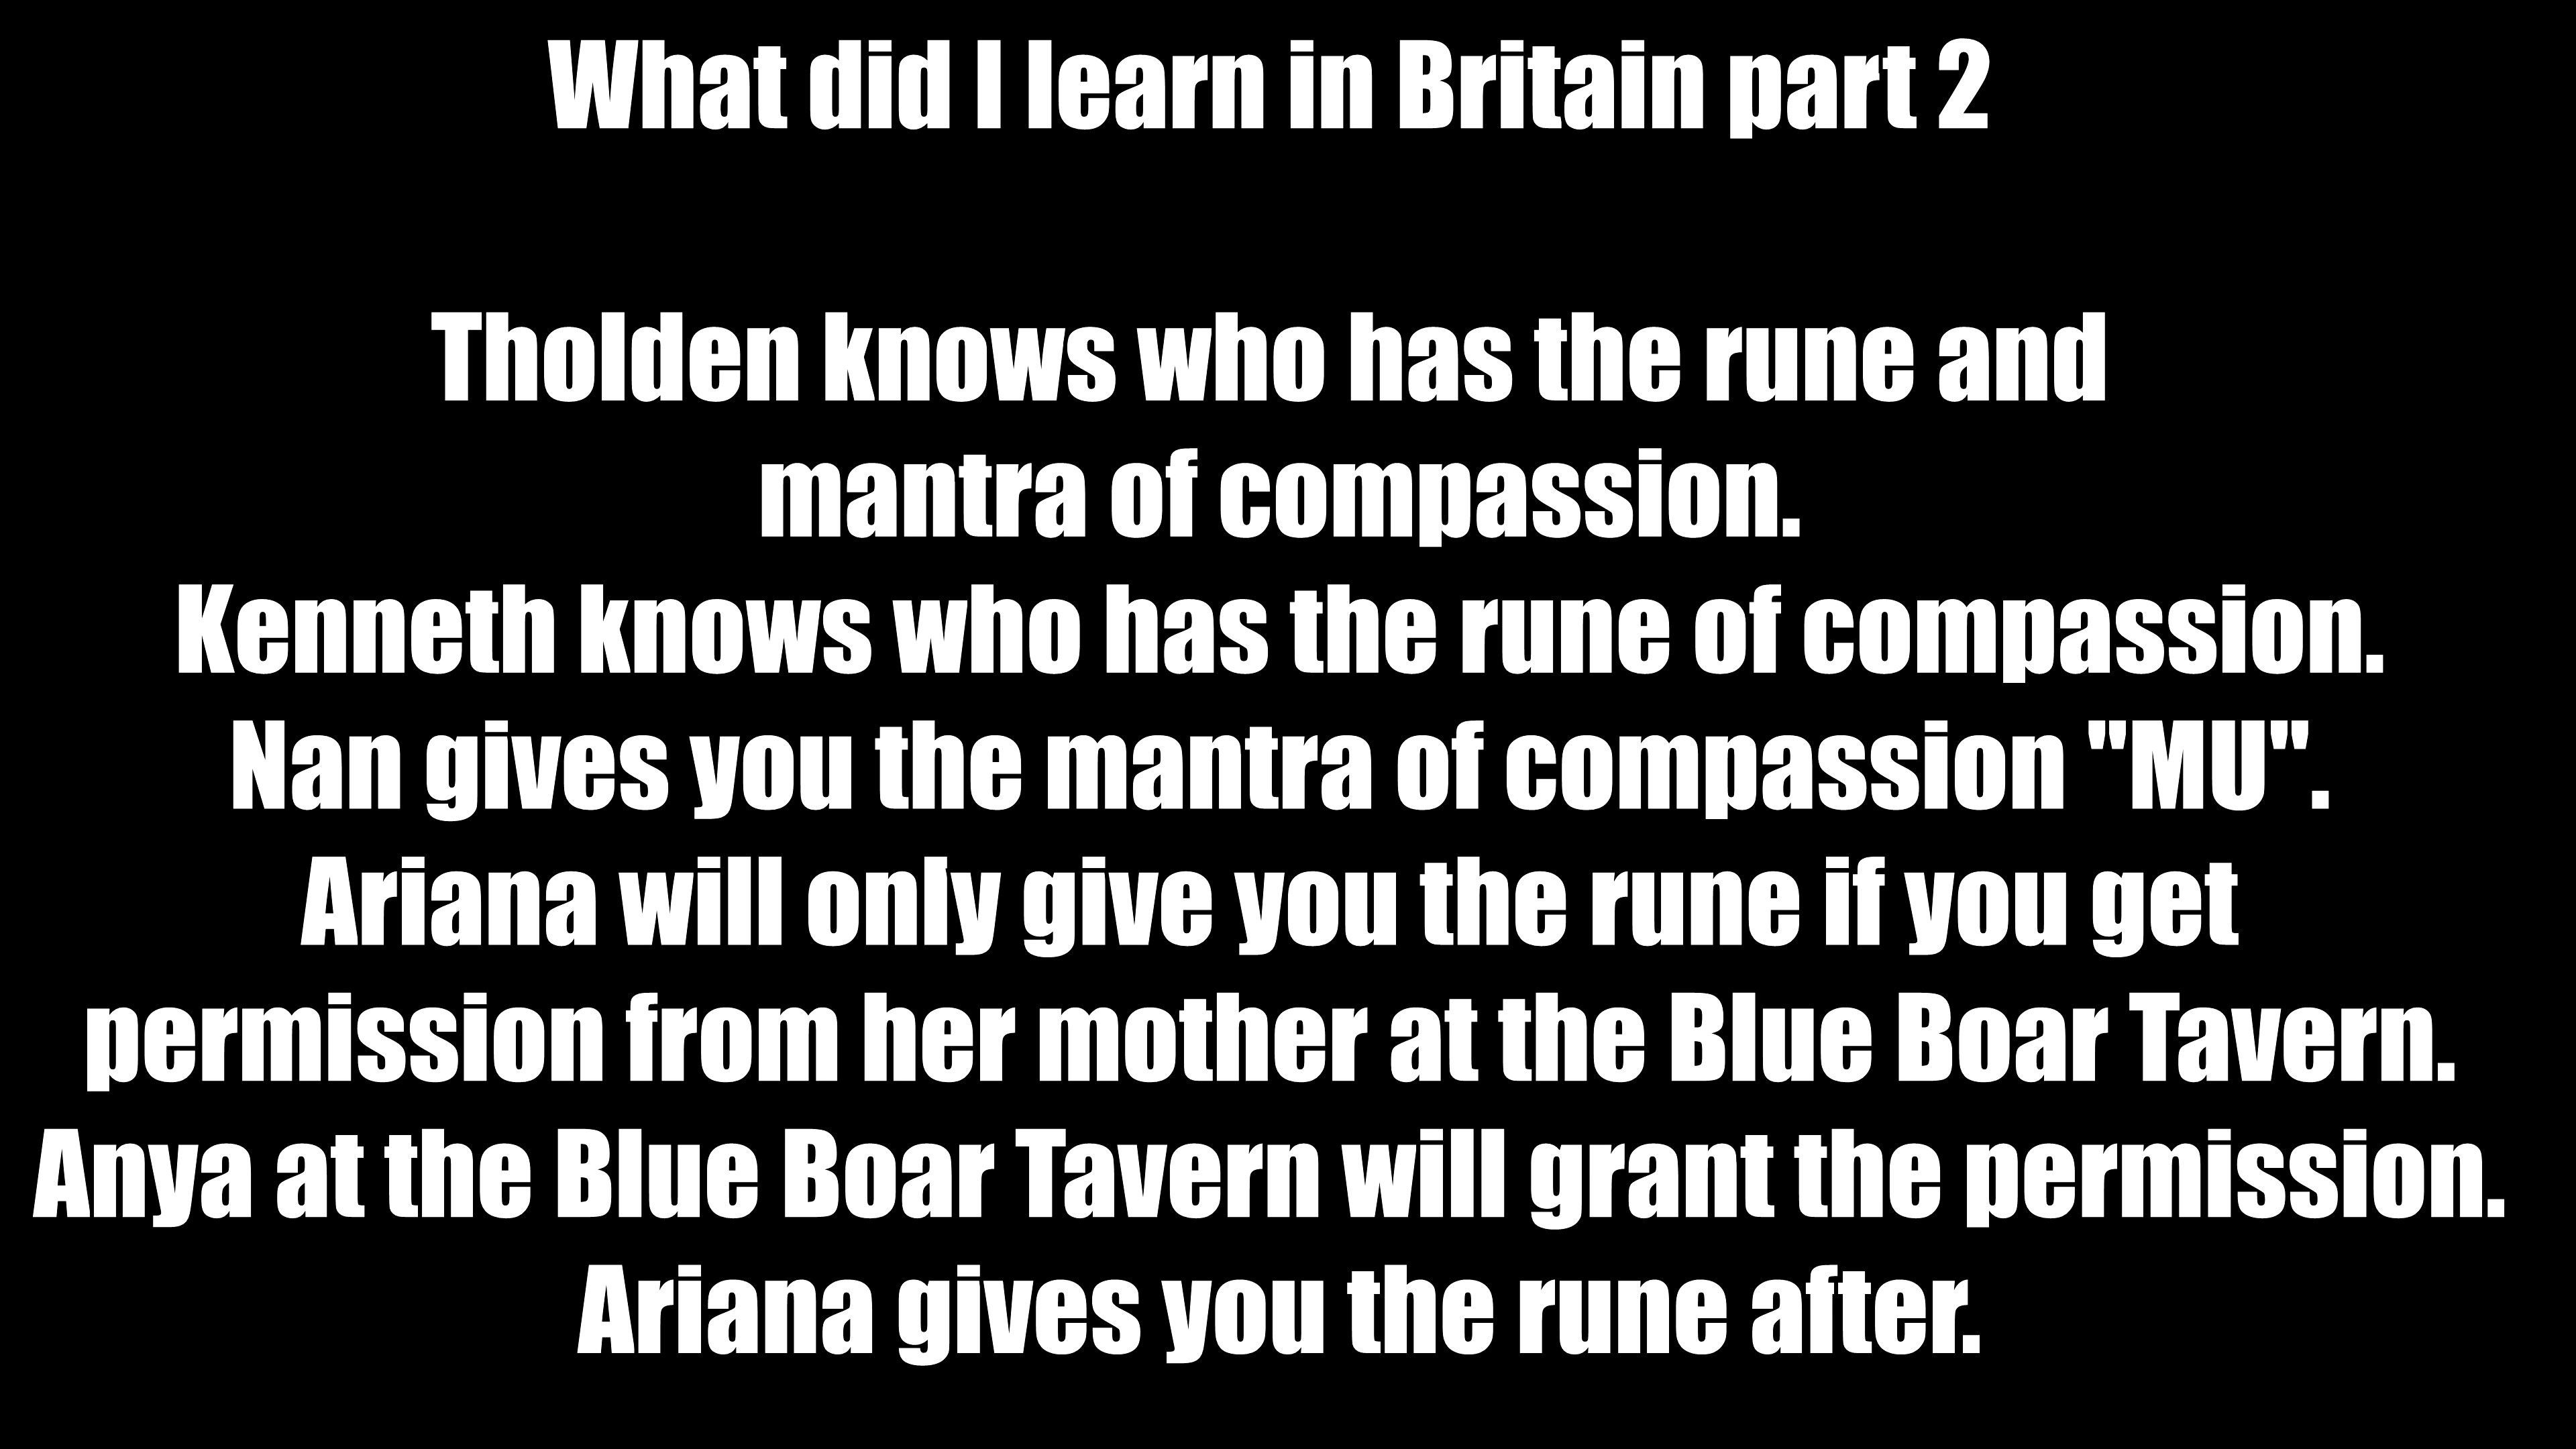 What did I learn in Britain part 2
Tholden knows who has the rune and
mantra of compassion.
Kenneth knows who has the rune of compassion.
Nan gives you the mantra of compassion "MU".
Ariana will only give you the rune if you get
permission from her mother at the Blue Boar Tavern.
Anya at the Blue Boar Tavern will grant the permission.
Ariana gives you the rune after.